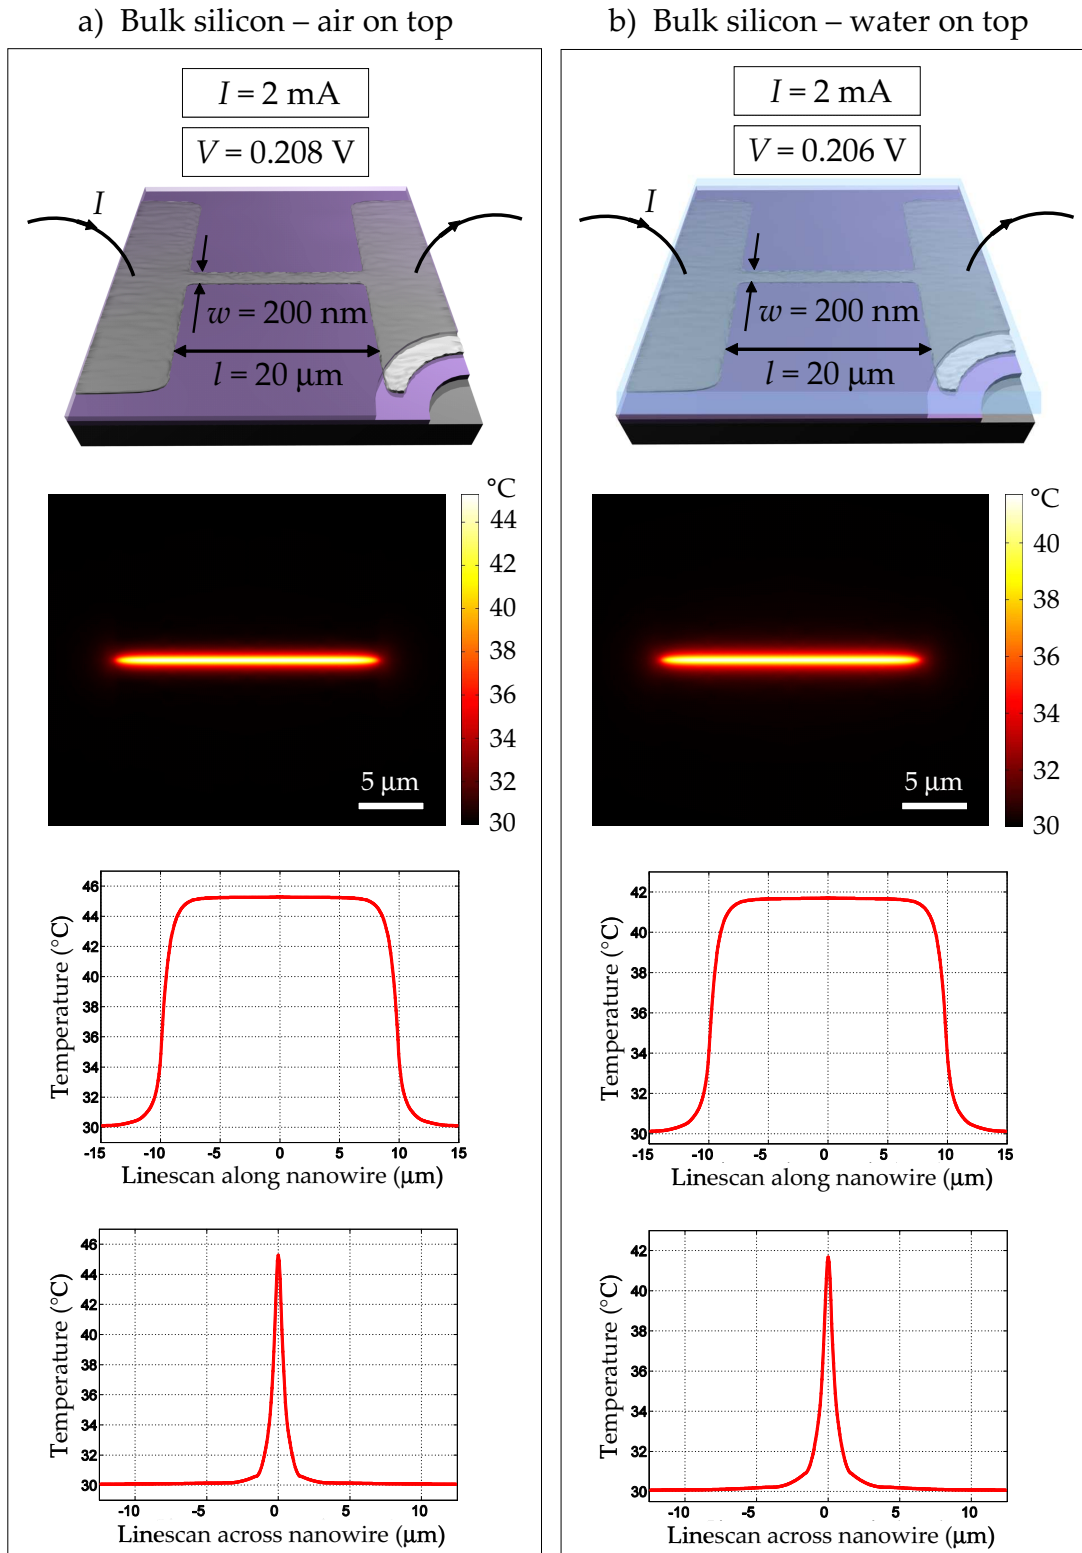 a) Bulk silicon – air on top
I = 2 mA
V = 0.208 V
I
w = 200 nm
l = 20 µm
°C
44
42
40
38
36
34
32
30
5 µm
46
44
42
40
38
36
34
32
30
Temperature (°C)
-15 -10 -5 0 5 10 15
Linescan along nanowire (µm)
46
44
42
40
38
36
34
32
30
Temperature (°C)
-10 -5 0 5 10
Linescan across nanowire (µm)
b) Bulk silicon – water on top
I = 2 mA
V = 0.206 V
I
w = 200 nm
l = 20 µm
°C
40
38
36
34
32
30
5 µm
42
40
38
36
34
32
30
Temperature (°C)
-15 -10 -5 0 5 10 15
Linescan along nanowire (µm)
42
40
38
36
34
32
30
Temperature (°C)
-10 -5 0 5 10
Linescan across nanowire (µm)